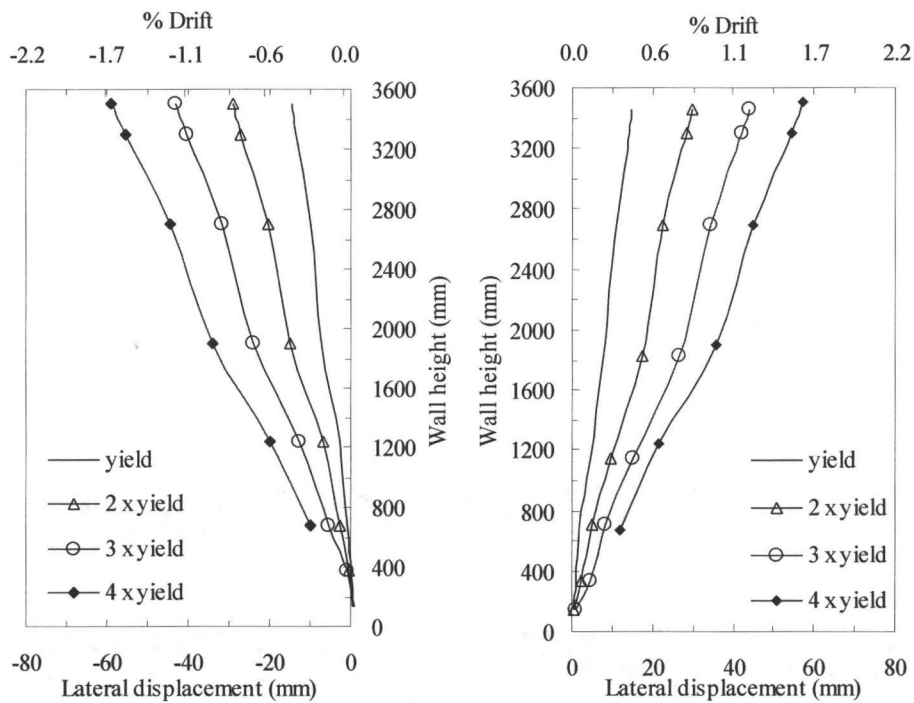 % Drift
-2.2 -1.7 -1.1 -0.6 0.0
3600
3200
2800
2400
2000
1600
1200
800
400
0
Wall height (mm)
yield
2 x yield
3 x yield
4 x yield
-80 -60 -40 -20 0
Lateral displacement (mm)
% Drift
0.0 0.6 1.1 1.7 2.2
3600
3200
2800
2400
2000
1600
1200
800
400
0
Wall height (mm)
yield
2 x yield
3 x yield
4 x yield
0 20 40 60 80
Lateral displacement (mm)